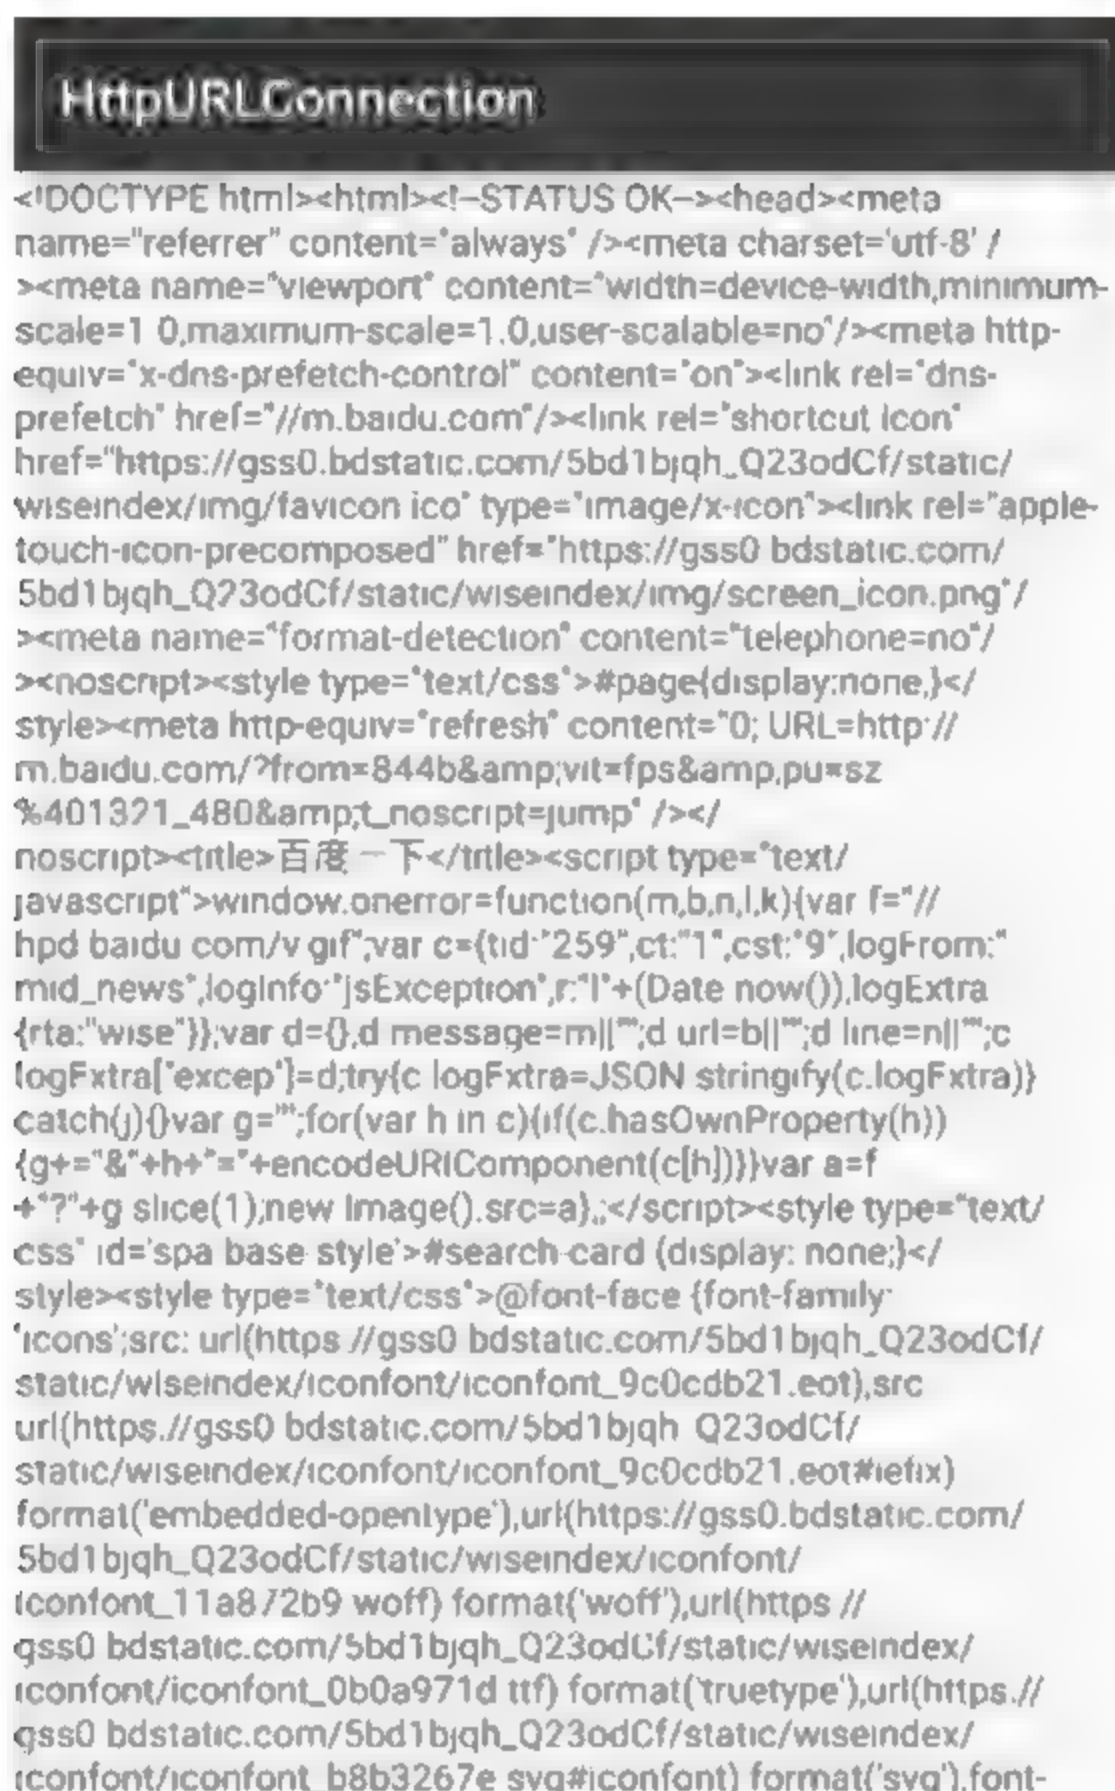 HttpURLConnection
<!DOCTYPE html><html><!--STATUS OK--><head><meta
name="referrer" content="always" /><meta charset='utf-8' /
><meta name="viewport" content="width=device-width,minimum-
scale=1.0,maximum-scale=1.0,user-scalable=no"/><meta http-
equiv="x-dns-prefetch-control" content="on"><link rel="dns-
prefetch" href="//m.baidu.com"/><link rel="shortcut icon"
href="https://gss0.bdstatic.com/5bd1bjqh_Q23odCf/static/
wiseindex/img/favicon.ico" type="image/x-icon"><link rel="apple-
touch-icon-precomposed" href="https://gss0.bdstatic.com/
5bd1bjqh_Q23odCf/static/wiseindex/img/screen_icon.png"/
><meta name="format-detection" content="telephone=no"/
><noscript><style type="text/css">#page{display:none;}</
style><meta http-equiv="refresh" content="0; URL=http://
m.baidu.com/?from=844b&amp;vit=fps&amp;pu=sz
%401321_480&amp;t_noscript=jump" /></
noscript><title>百度一下</title><script type="text/
javascript">window.onerror=function(m,b,n,l,k){var f="//
hpd.baidu.com/v.gif";var c={tid:"259",ct:"1",cst:"9",logFrom:"
mid_news",logInfo:"jsException",r:"l"+(Date.now()),logExtra:
{rta:"wise"}};var d={};d.message=m||"";d.url=b||"";d.line=n||"";c.
logExtra['excep']=d;try{c.logExtra=JSON.stringify(c.logExtra)}
catch(j){}var g="";for(var h in c){if(c.hasOwnProperty(h))
{g+="&"+h+"="+encodeURIComponent(c[h])}}var a=f
+"?"+g.slice(1);new Image().src=a};;</script><style type="text/
css" id='spa-base-style'>#search-card {display: none;}</
style><style type="text/css">@font-face {font-family:
'icons';src: url(https://gss0.bdstatic.com/5bd1bjqh_Q23odCf/
static/wiseindex/iconfont/iconfont_9c0cdb21.eot);src:
url(https://gss0.bdstatic.com/5bd1bjqh_Q23odCf/
static/wiseindex/iconfont/iconfont_9c0cdb21.eot#iefix)
format('embedded-opentype'),url(https://gss0.bdstatic.com/
5bd1bjqh_Q23odCf/static/wiseindex/iconfont/
iconfont_11a872b9.woff) format('woff'),url(https://
gss0.bdstatic.com/5bd1bjqh_Q23odCf/static/wiseindex/
iconfont/iconfont_0b0a971d.ttf) format('truetype'),url(https://
gss0.bdstatic.com/5bd1bjqh_Q23odCf/static/wiseindex/
iconfont/iconfont_b8b3267e.svg#iconfont) format('svg');font-